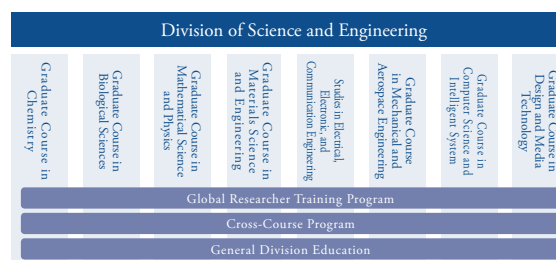 Division of Science and Engineering
Graduate Course in
Chemistry
Graduate Course in
Biological Sciences
Graduate Course in
Mathematical Science
and Physics
Graduate Course in
Materials Science
and Engineering
Studies in Electrical,
Electronic, and
Communication Engineering
Graduate Course
in Mechanical and
Aerospace Engineering
Graduate Course in
Computer Science and
Intelligent System
Graduate Course in
Design and Media
Technology
Global Researcher Training Program
Cross-Course Program
General Division Education